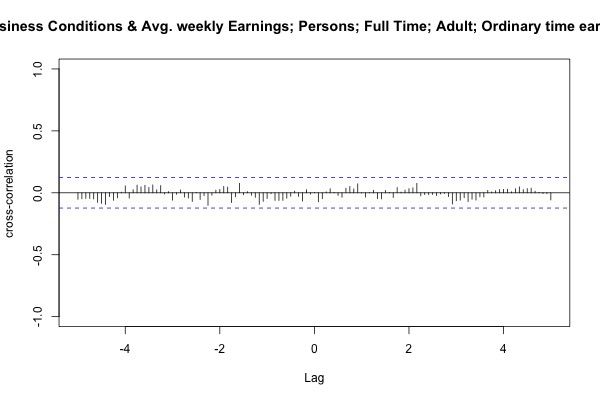 siness Conditions & Avg. weekly Earnings; Persons; Full Time; Adult; Ordinary time ear
1.0
0.5
0.0
-0.5
-1.0
cross-correlation
-4 -2 0 2 4
Lag